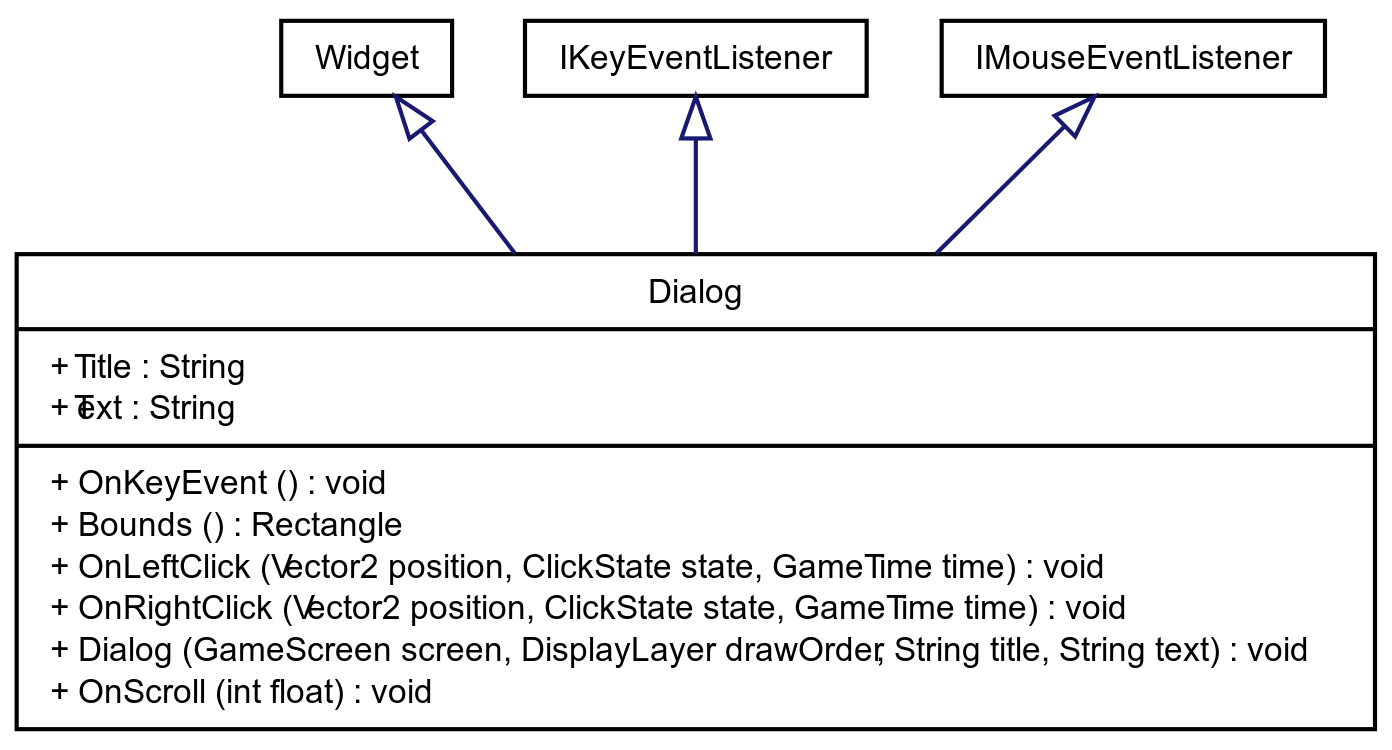 Widget
IKeyEventListener
IMouseEventListener
Dialog
+ Title : String
+ Text : String
+ OnKeyEvent () : void
+ Bounds () : Rectangle
+ OnLeftClick (Vector2 position, ClickState state, GameTime time) : void
+ OnRightClick (Vector2 position, ClickState state, GameTime time) : void
+ Dialog (GameScreen screen, DisplayLayer drawOrder, String title, String text) : void
+ OnScroll (int float) : void